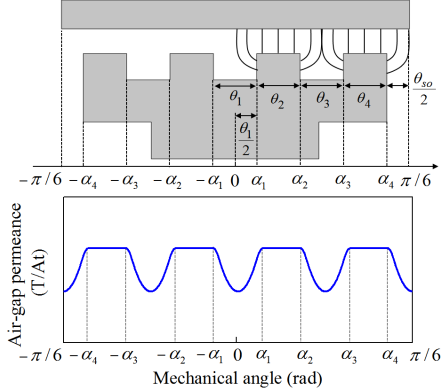 θ₁ θ₂ θ₃ θ₄ θso/2
θ₁/2
−π/6 −α₄ −α₃ −α₂ −α₁ 0 α₁ α₂ α₃ α₄ π/6
Air-gap permeance
(T/At)
−π/6 −α₄ −α₃ −α₂ −α₁ 0 α₁ α₂ α₃ α₄ π/6
Mechanical angle (rad)